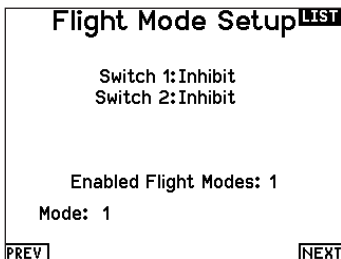 Flight Mode Setup LIST
Switch 1: Inhibit
Switch 2: Inhibit
Enabled Flight Modes: 1
Mode: 1
PREV NEXT